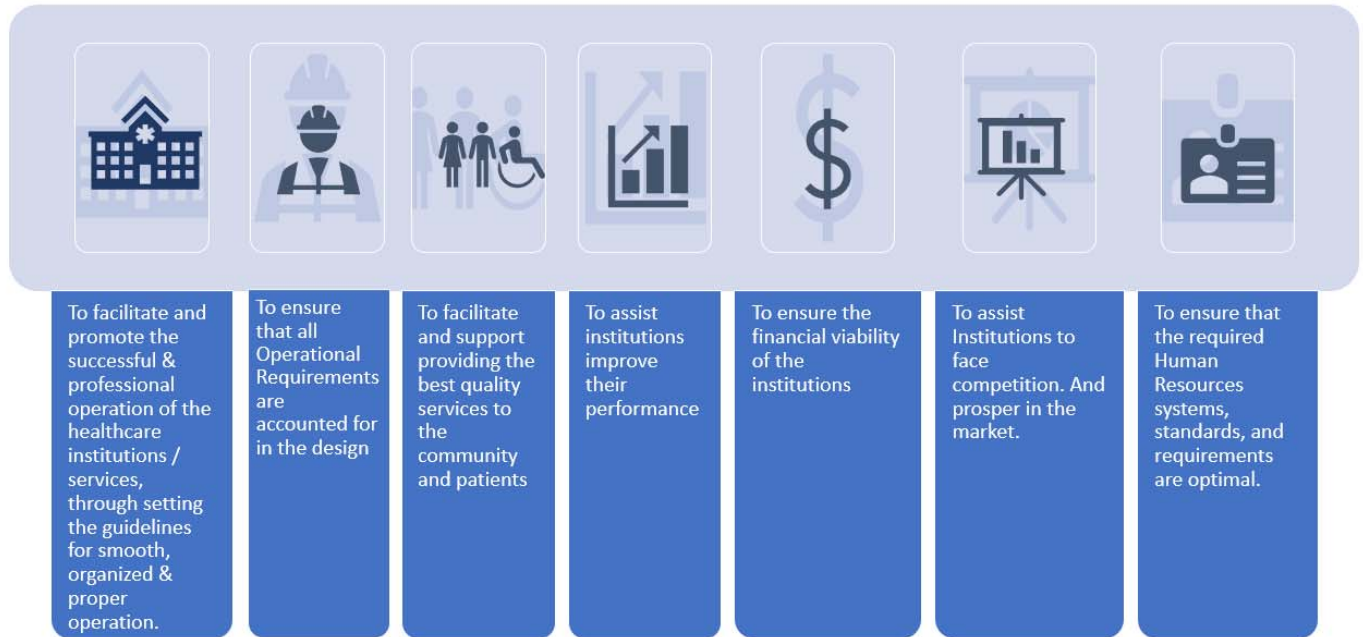 To facilitate and
promote the
successful &
professional
operation of the
healthcare
institutions /
services,
through setting
the guidelines
for smooth,
organized &
proper
operation.
To ensure
that all
Operational
Requirements
are
accounted for
in the design
To facilitate
and support
providing the
best quality
services to
the
community
and patients
To assist
institutions
improve
their
performance
To ensure the
financial viability
of the
institutions
To assist
Institutions to
face
competition. And
prosper in the
market.
To ensure that
the required
Human
Resources
systems,
standards, and
requirements
are optimal.